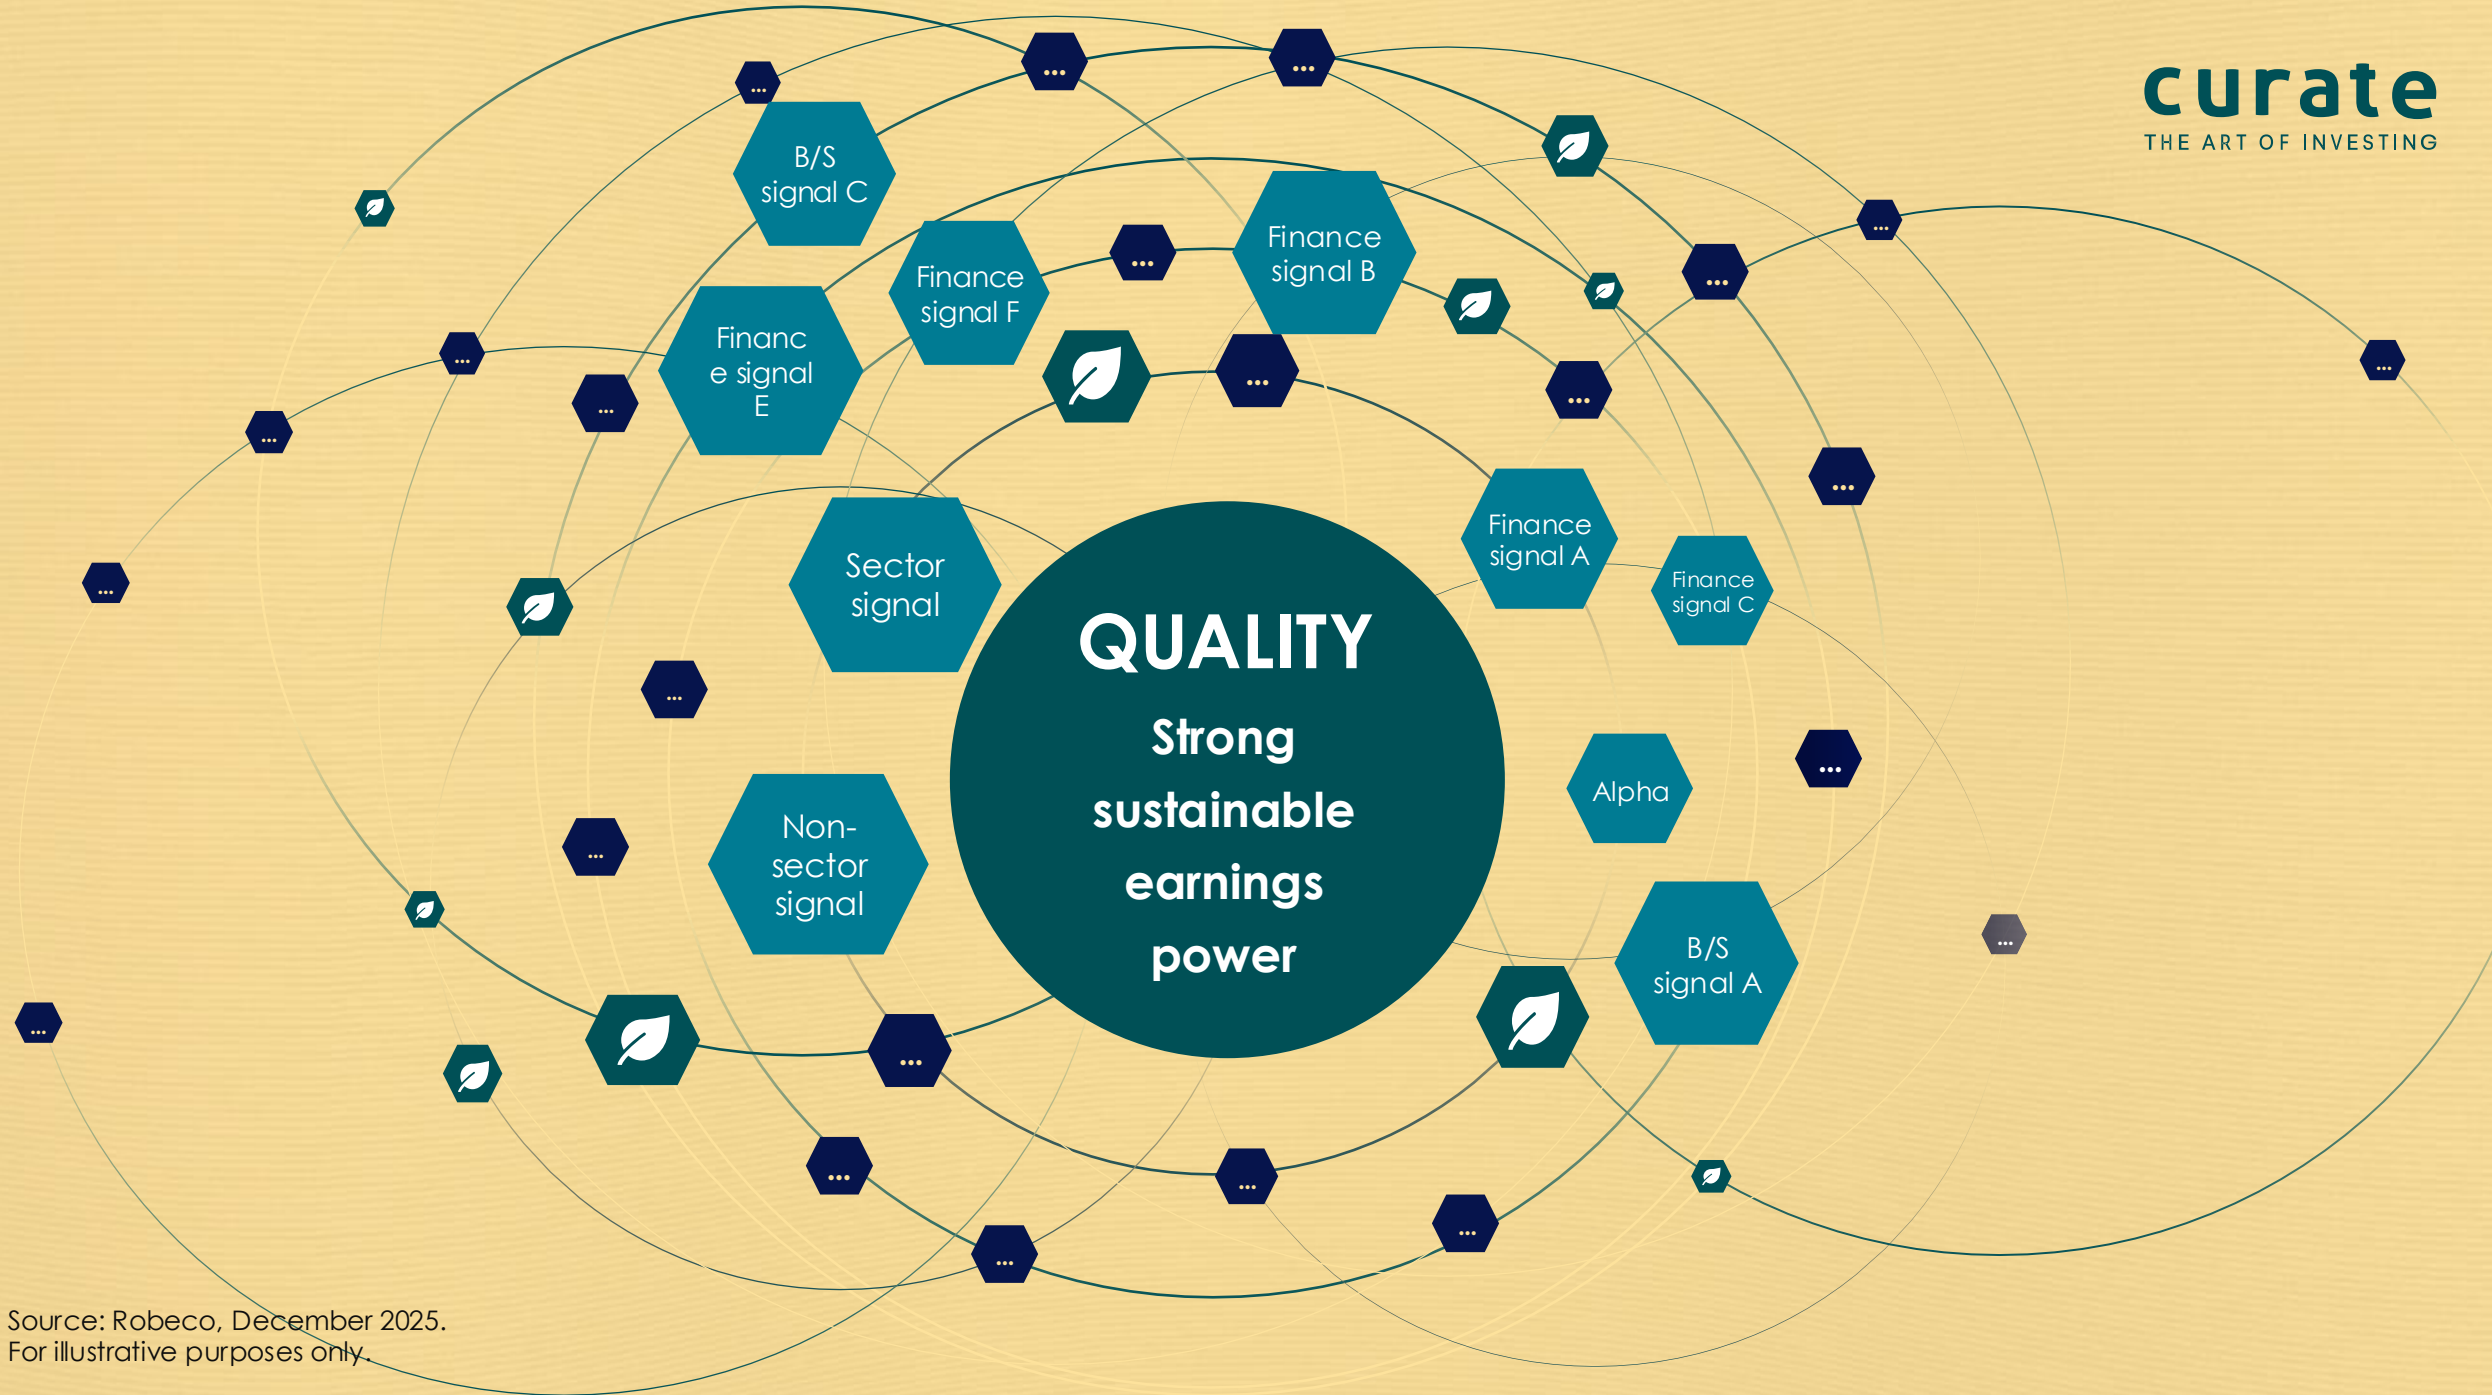 curate
THE ART OF INVESTING
...
...
...
B/S
signal C
...
Finance
signal B
...
...
Finance
signal F
Financ
e signal
E
...
...
...
...
...
...
...
...
Finance
signal A
Sector
signal
Finance
signal C
...
QUALITY
Strong
sustainable
earnings
power
...
Alpha
...
Non-
sector
signal
...
B/S
signal A
...
...
...
...
...
...
...
Source: Robeco, December 2025.
For illustrative purposes only.